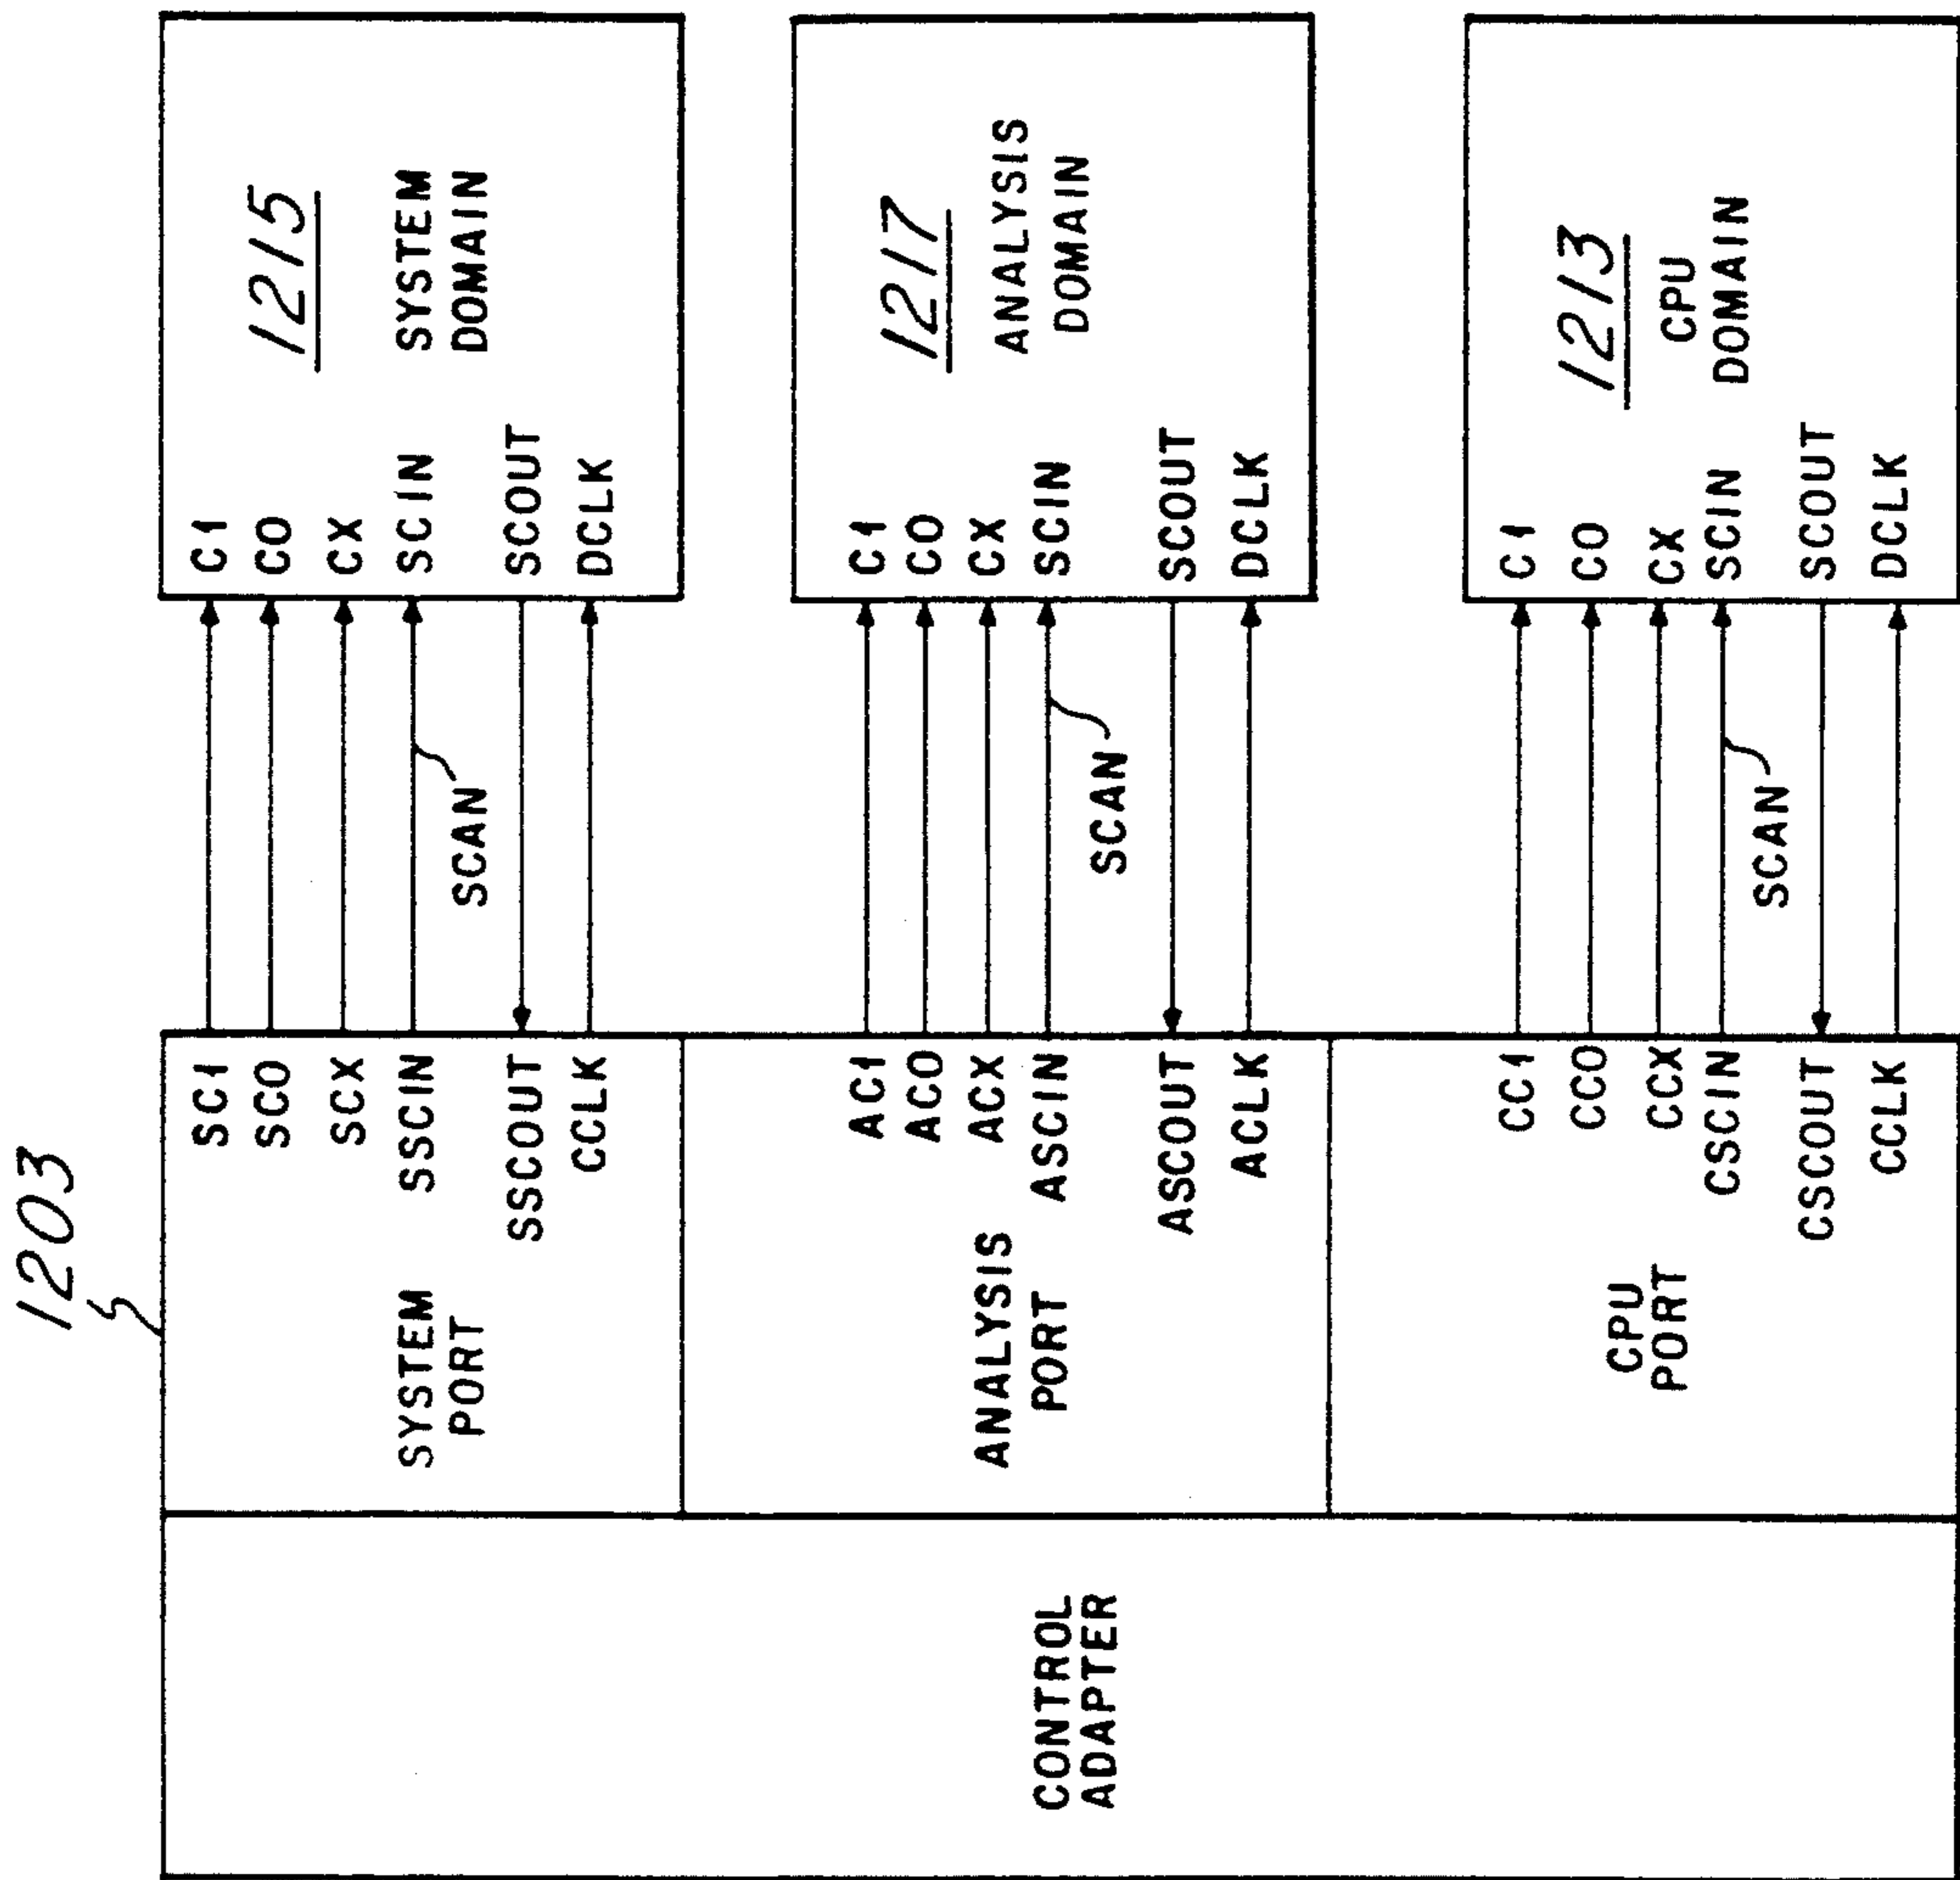 1203
CONTROL
ADAPTER
SYSTEM
PORT
SC1
SC0
SCX
SSCIN
SSCOUT
CCLK
SCAN
C1
C0
CX
SCIN
SCOUT
DCLK
1215
SYSTEM
DOMAIN
ANALYSIS
PORT
AC1
AC0
ACX
ASCIN
ASCOUT
ACLK
SCAN
C1
C0
CX
SCIN
SCOUT
DCLK
1217
ANALYSIS
DOMAIN
CPU
PORT
CC1
CC0
CCX
CSCIN
CSCOUT
CCLK
SCAN
C1
C0
CX
SCIN
SCOUT
DCLK
1213
CPU
DOMAIN